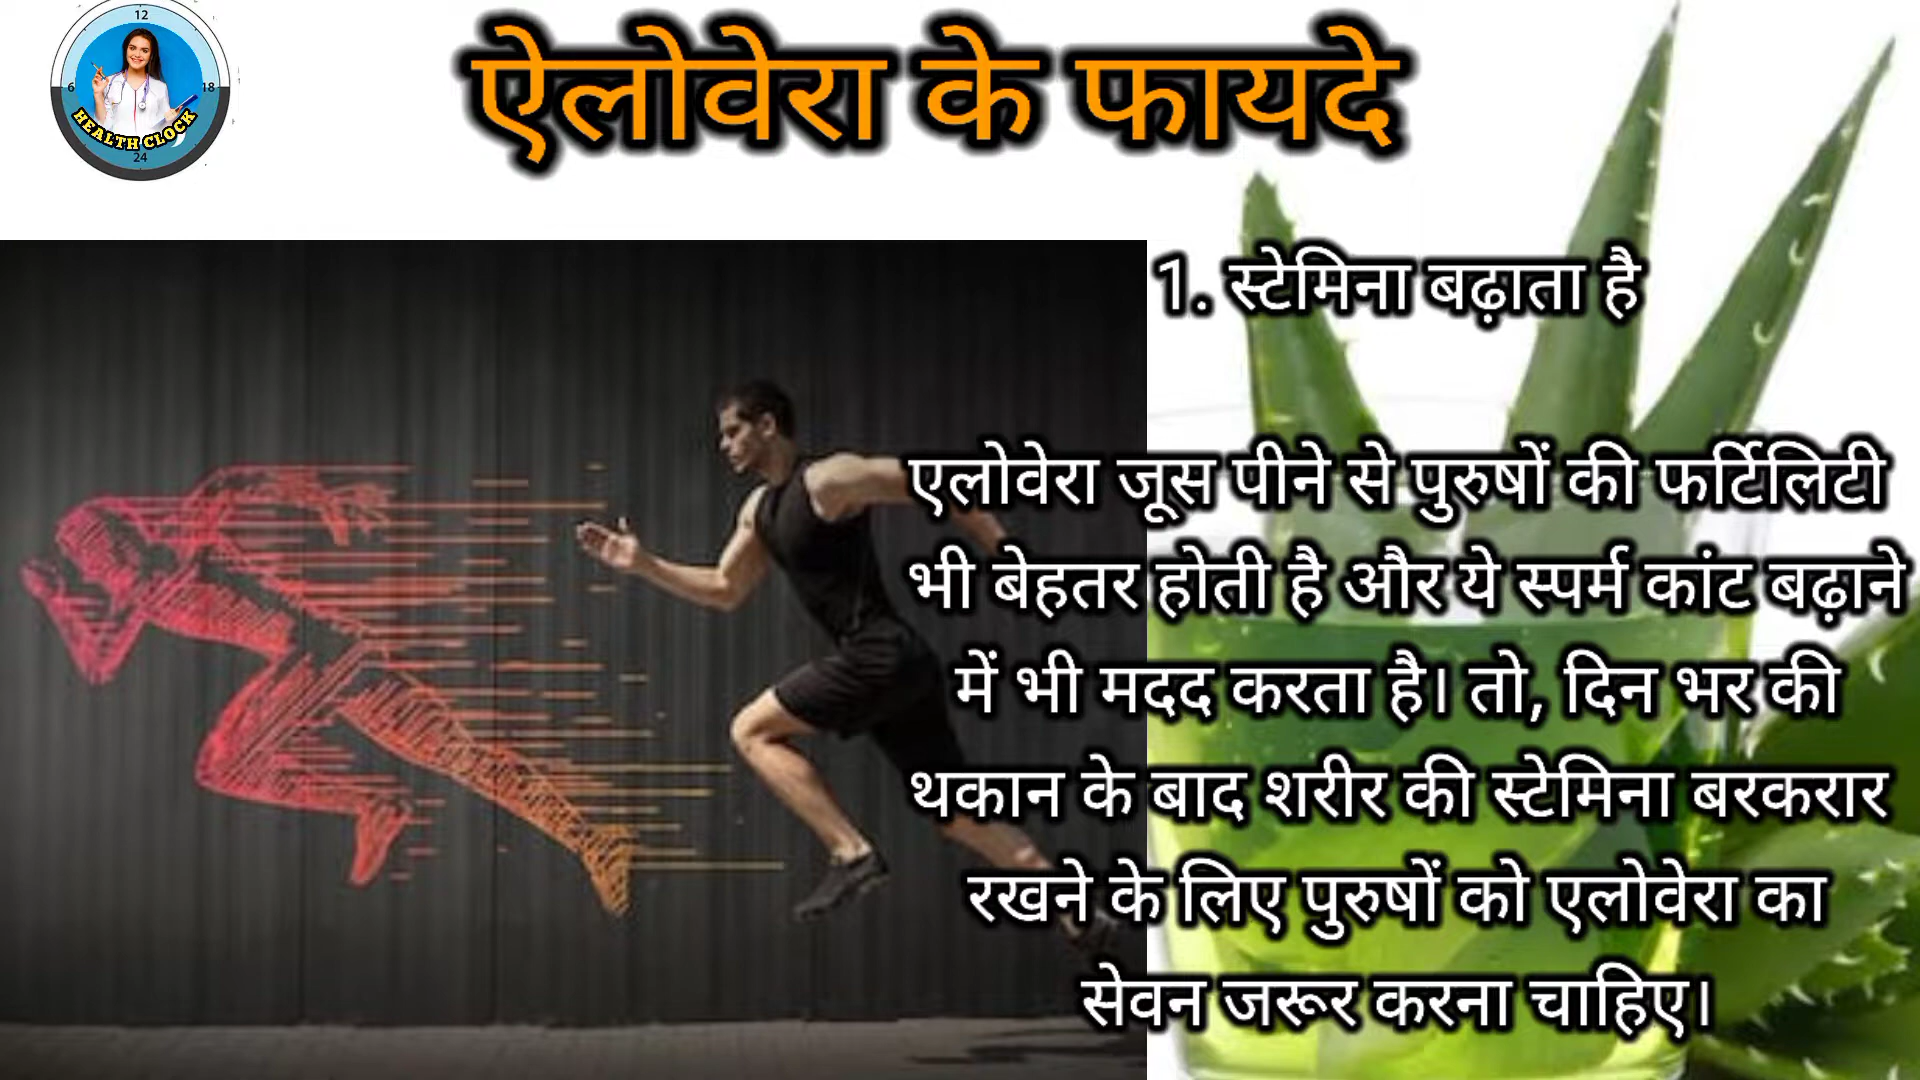 12
6
18
HEALTH CLOCK
24
ऐलोवेरा के फायदे
1. स्टेमिना बढ़ाता है
एलोवेरा जूस पीने से पुरुषों की फर्टिलिटी
भी बेहतर होती है और ये स्पर्म कांट बढ़ाने
में भी मदद करता है। तो, दिन भर की
थकान के बाद शरीर की स्टेमिना बरकरार
रखने के लिए पुरुषों को एलोवेरा का
सेवन जरूर करना चाहिए।